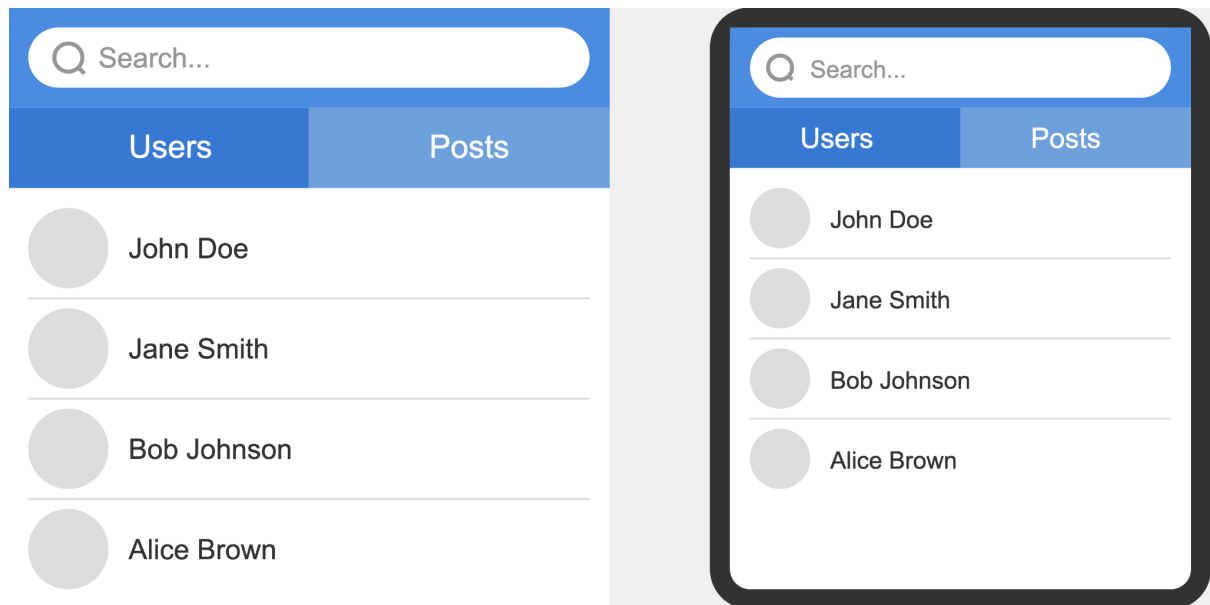 Search...
Users Posts
John Doe
Jane Smith
Bob Johnson
Alice Brown
Search...
Users Posts
John Doe
Jane Smith
Bob Johnson
Alice Brown